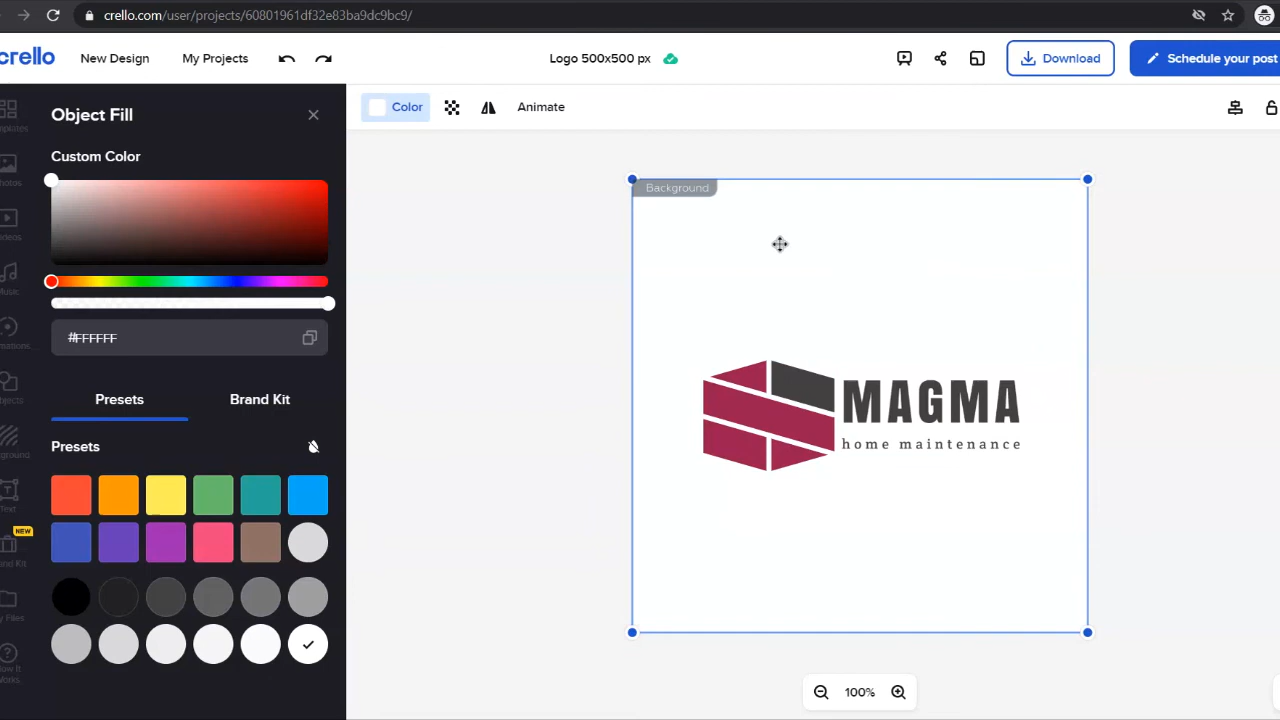 crello.com/user/projects/60801961df32e83ba9dc9bc9/
crello
New Design
My Projects
Logo 500x500 px
Download
Schedule your post
Object Fill
Color
Animate
Custom Color
Background
#FFFFFF
Presets
Brand Kit
Presets
NEW
MAGMA
home maintenance
100%